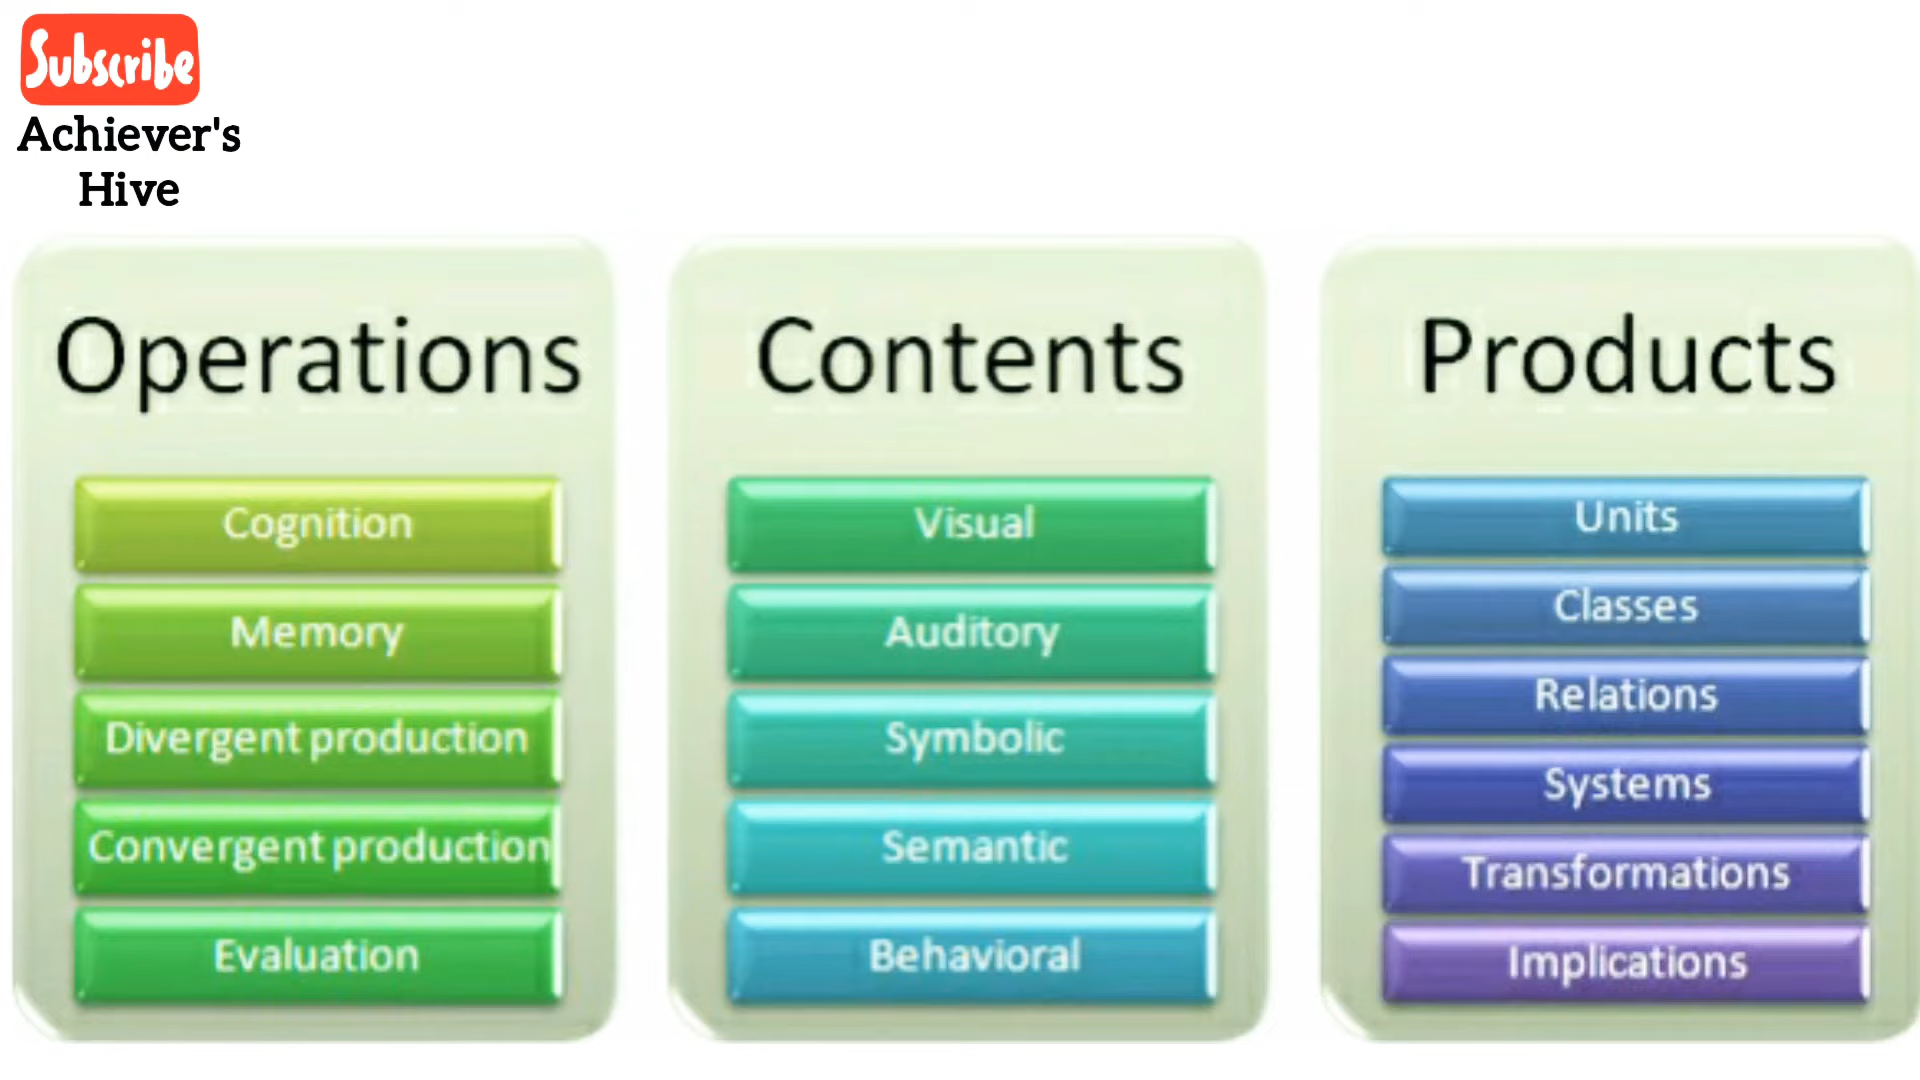 Subscribe
Achiever's
Hive
Operations
Cognition
Memory
Divergent production
Convergent production
Evaluation
Contents
Visual
Auditory
Symbolic
Semantic
Behavioral
Products
Units
Classes
Relations
Systems
Transformations
Implications